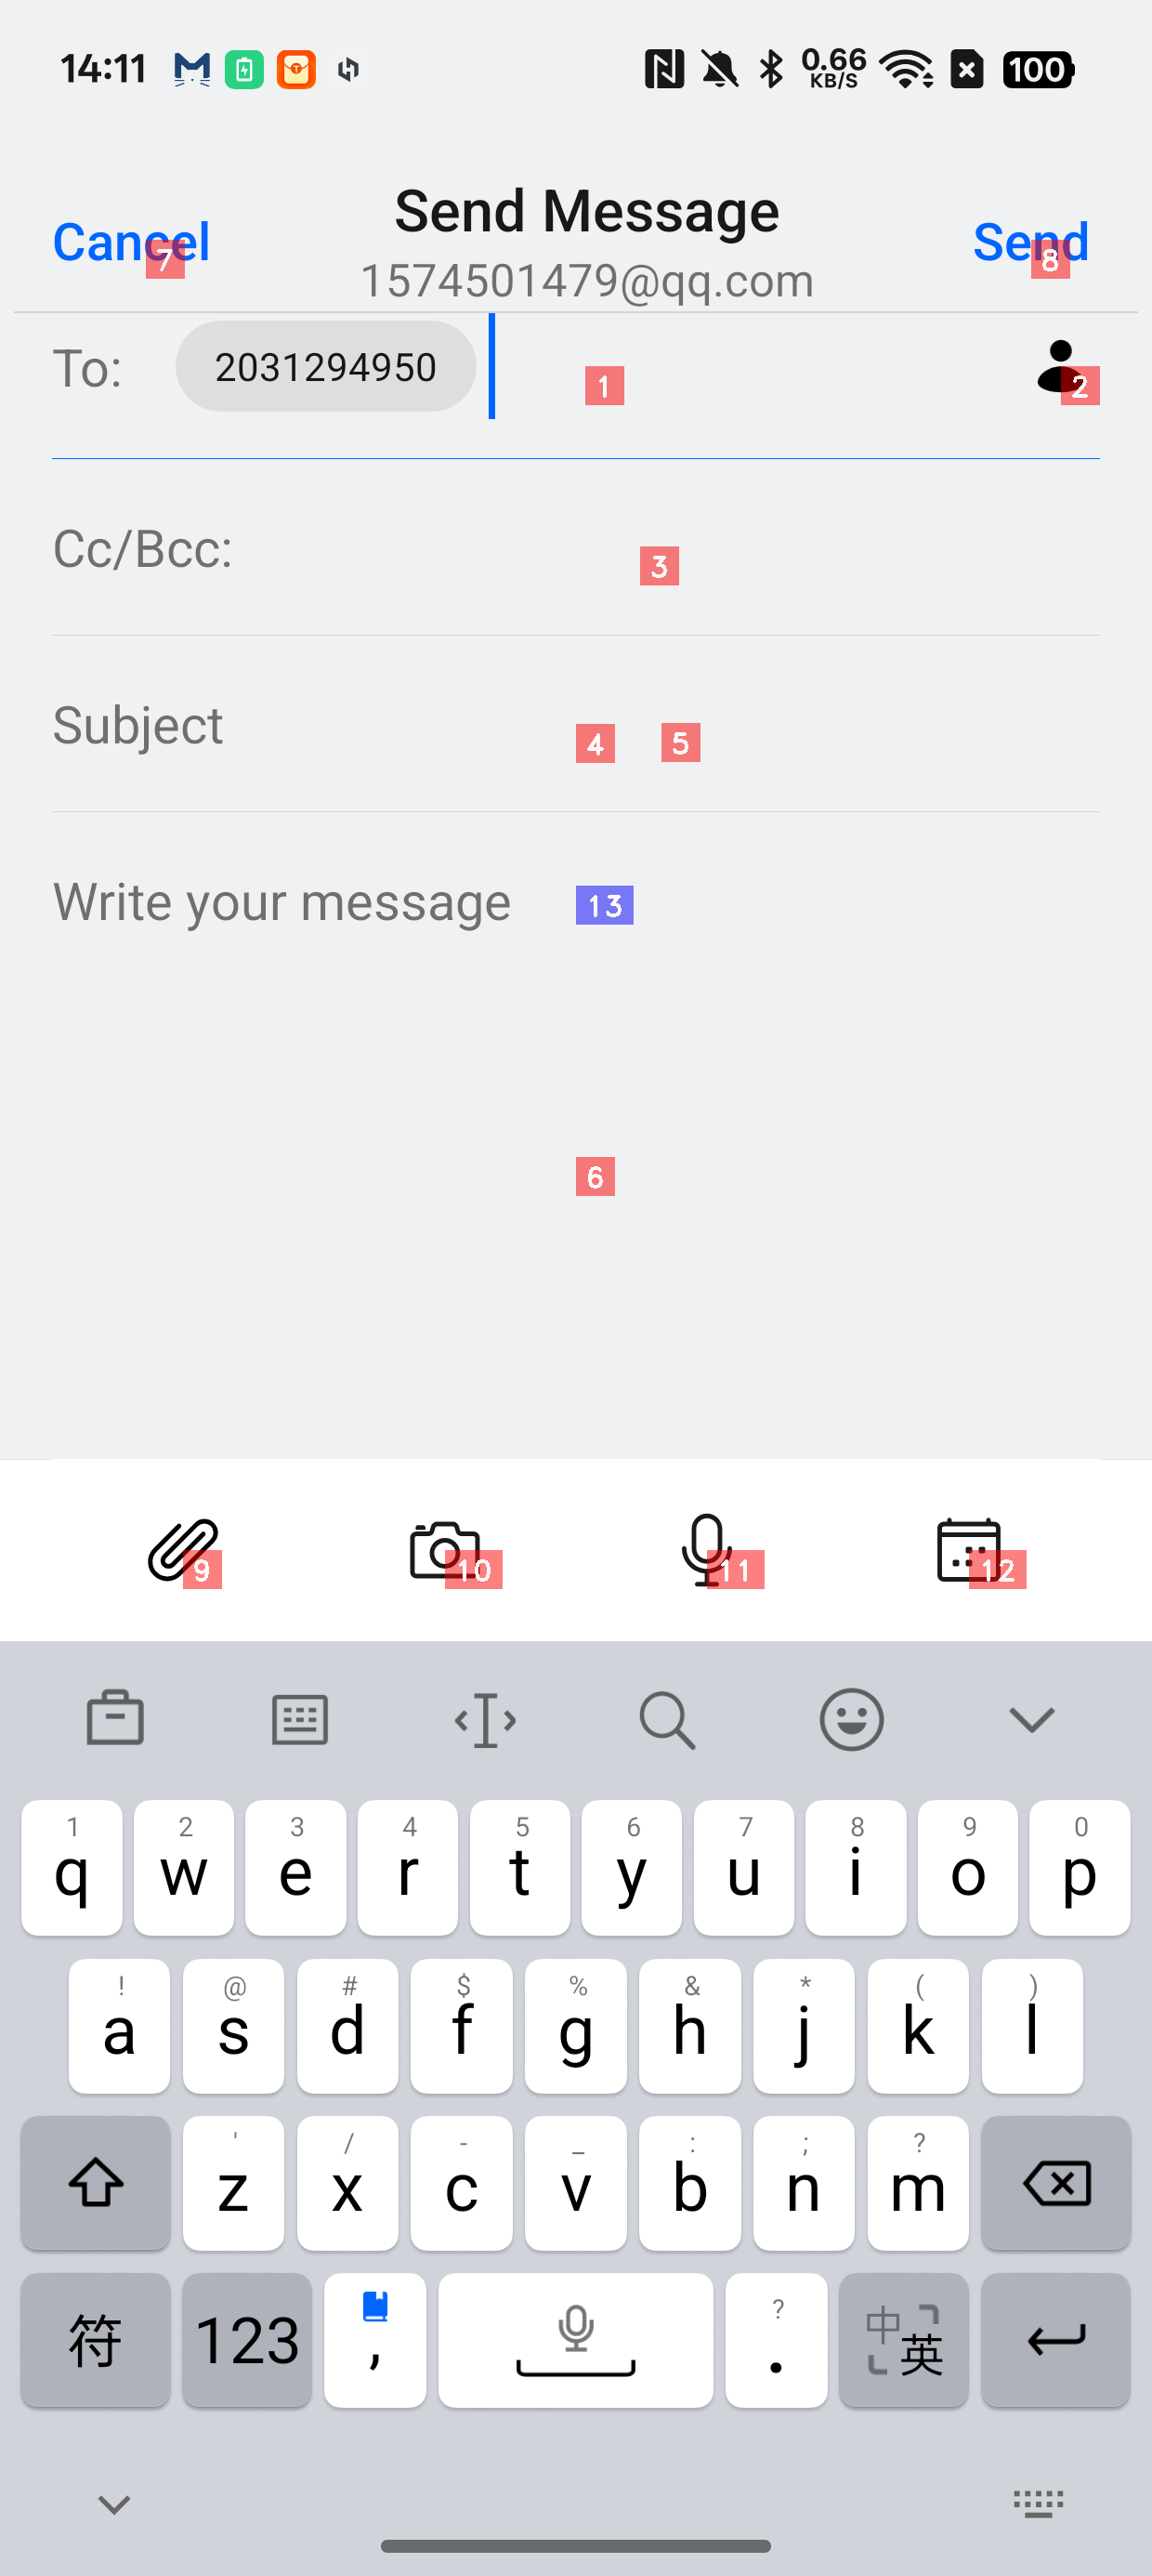 14:11 0.66 KB/S 100
Send Message
Cancel Send
7 8
1574501479@qq.com
To: 2031294950
1 2
Cc/Bcc:
3
Subject
4 5
Write your message 13
6
9 10 11 12
1 2 3 4 5 6 7 8 9 0
q w e r t y u i o p
! @ # $ % & * ( )
a s d f g h j k l
' / - _ : ; ?
z x c v b n m
符 123 , ? . 中 英